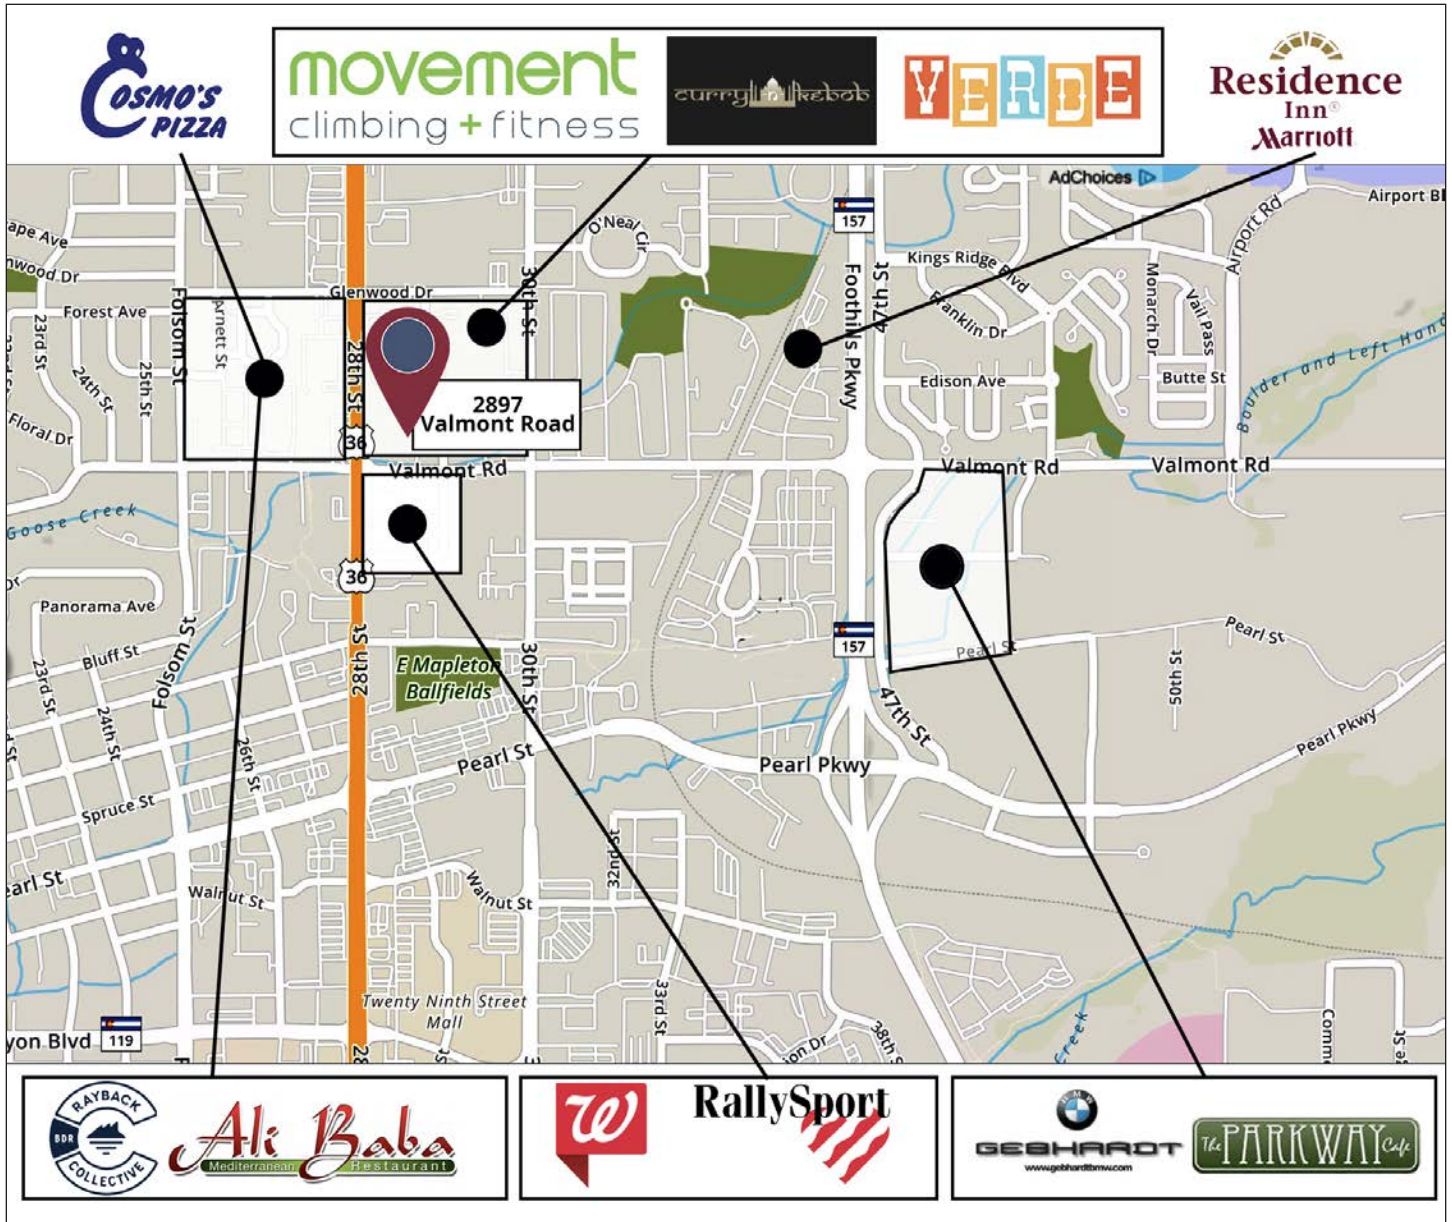 COSMO'S
PIZZA
movement
climbing + fitness
curry n kebob
VERDE
Residence
Inn®
Marriott
AdChoices
Airport Bl
Airport Rd
157
ape Ave
nwood Dr
Forest Ave
Glenwood Dr
O'Neal Cir
Kings Ridge Blvd
Franklin Dr
Monarch Dr
Vail Pass
Folsom St
Arnett St
28th St
30th St
Foothills Pkwy
47th St
23rd St
24th St
25th St
Floral Dr
Edison Ave
Butte St
Boulder and Left Hand
2897
Valmont Road
36
Valmont Rd
Valmont Rd
Valmont Rd
Goose Creek
36
Panorama Ave
Bluff St
23rd St
24th St
26th St
Folsom St
28th St
E Mapleton
Ballfields
30th St
157
Pearl St
Pearl St
50th St
47th St
Pearl Pkwy
Pearl St
Pearl Pkwy
Spruce St
earl St
Walnut St
Walnut St
32nd St
33rd St
38th S
Twenty Ninth Street
Mall
yon Blvd
119
28
ion Dr
Creek
Comme
se St
RAYBACK
BDR
COLLECTIVE
Ali Baba
Mediterranean Restaurant
W
RallySport
BMW
GEBHARDT
www.gebhardtbmw.com
The PARKWAY Cafe